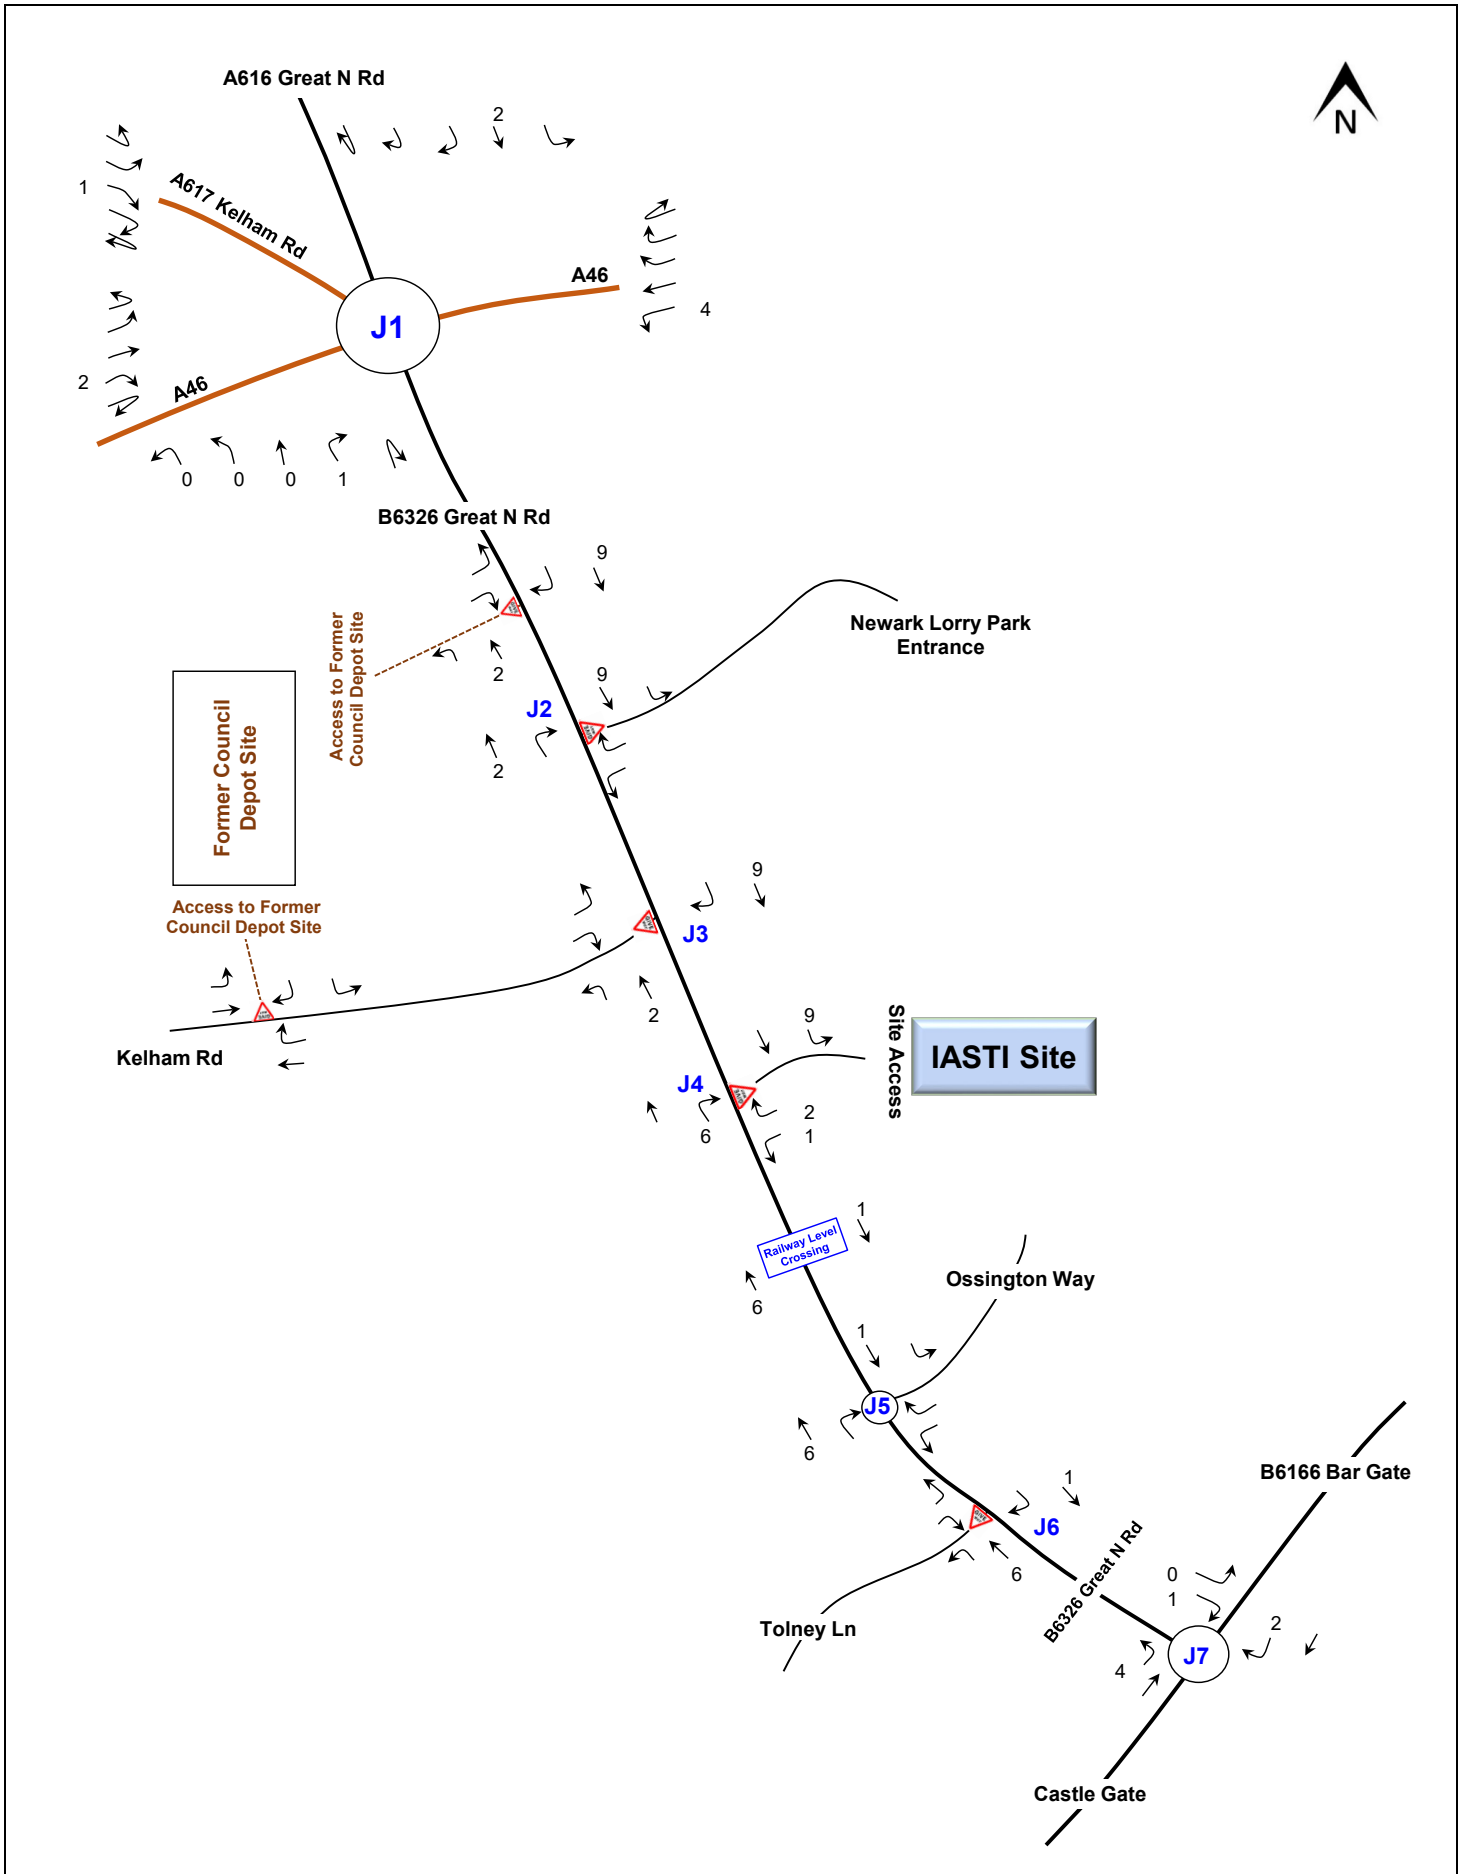 A616 Great N Rd
N
2
1
A617 Kelham Rd
A46
4
J1
2
A46
0
0
0
1
B6326 Great N Rd
9
Access to Former
Council Depot Site
2
Newark Lorry Park
Entrance
9
J2
2
Former Council
Depot Site
9
J3
Access to Former
Council Depot Site
2
Kelham Rd
9
Site Access
IASTI Site
J4
6
2
1
1
Railway Level
Crossing
6
Ossington Way
1
J5
6
B6166 Bar Gate
1
J6
6
B6326 Great N Rd
0
1
Tolney Ln
2
J7
4
Castle Gate